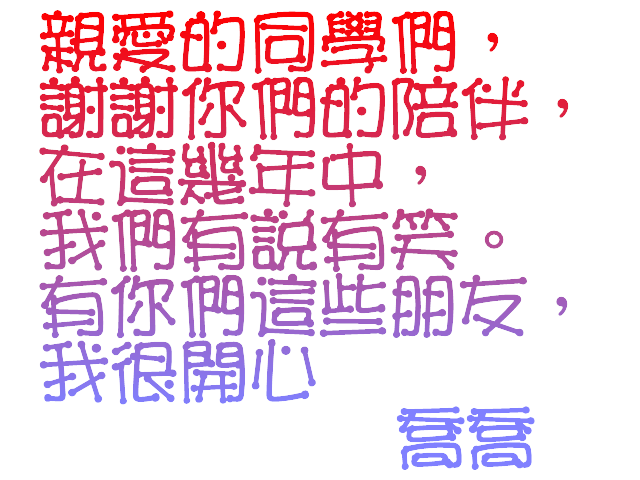 親愛的同學們，
謝謝你們的陪伴，
在這幾年中，
我們有說有笑。
有你們這些朋友，
我很開心
喬喬